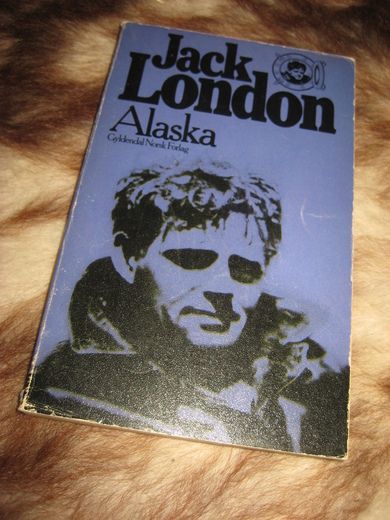 Jack
London
Alaska
Gyldendal Norsk Forlag